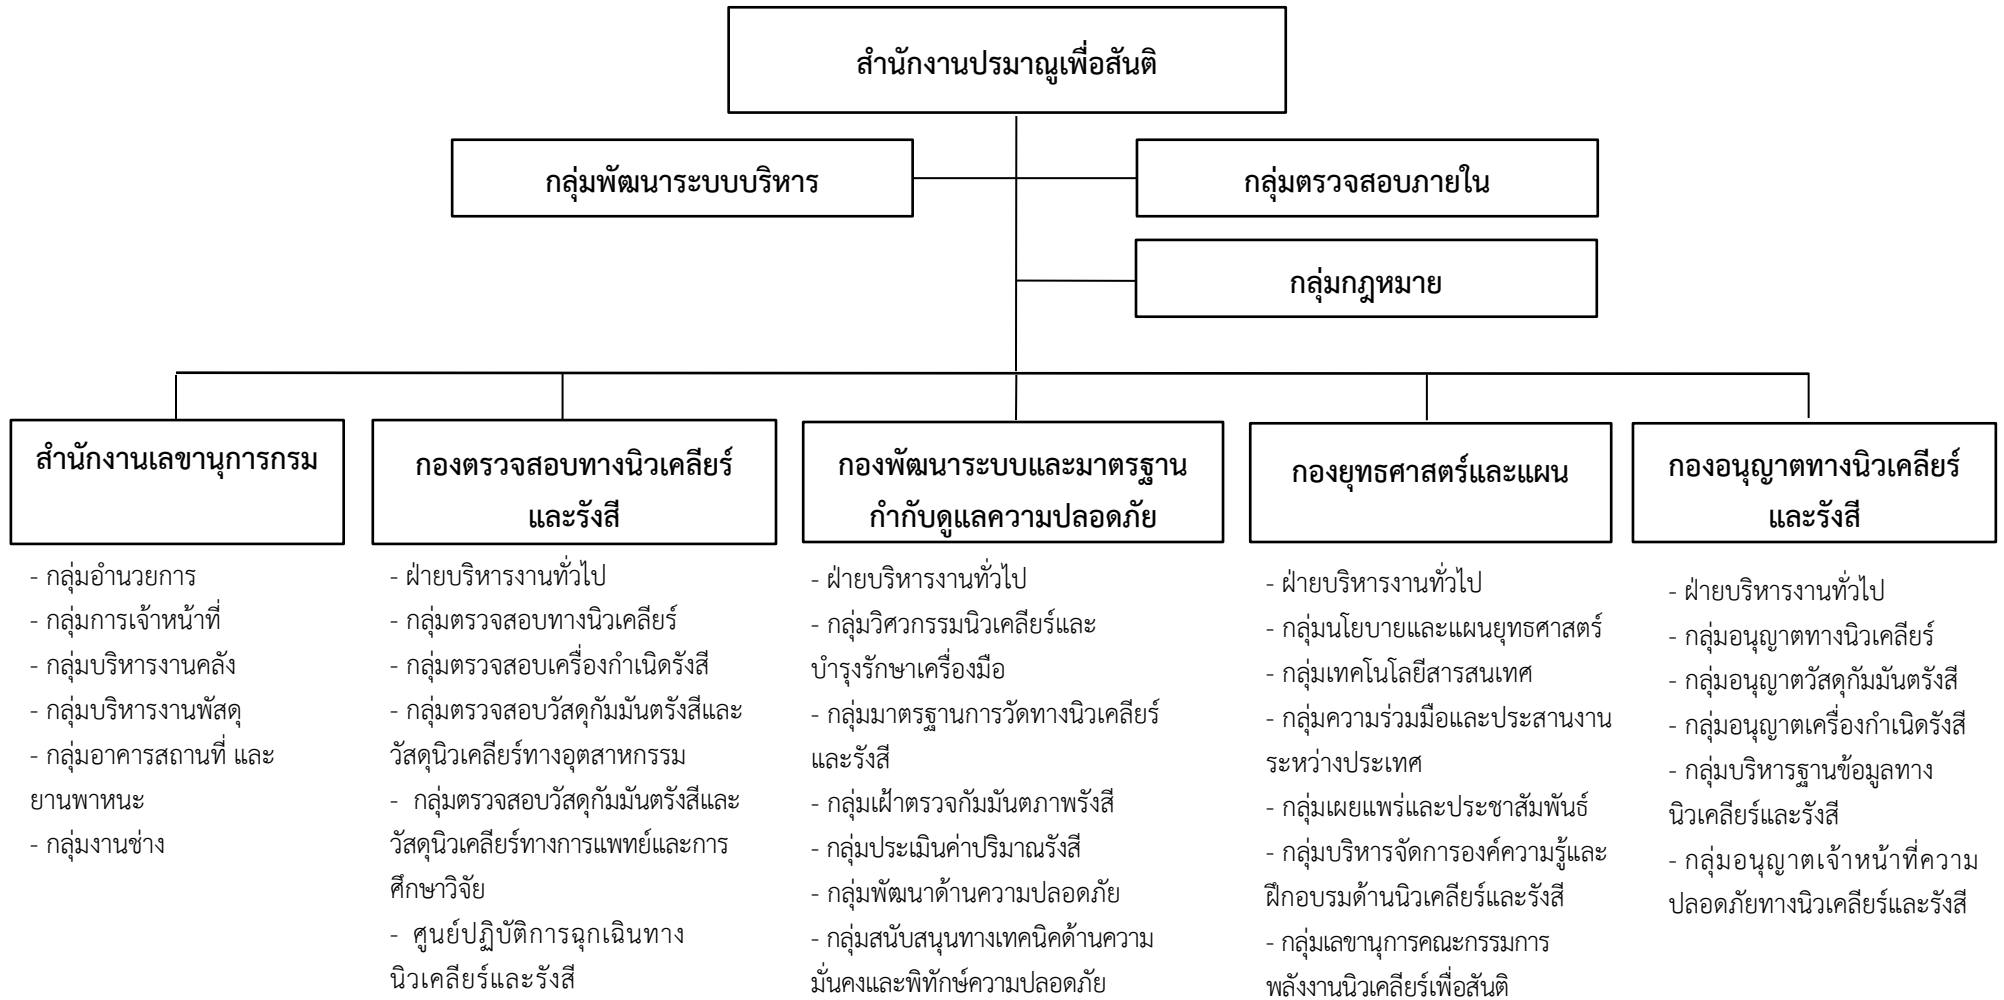 สำนักงานปรมาณูเพื่อสันติ
กลุ่มพัฒนาระบบบริหาร
กลุ่มตรวจสอบภายใน
กลุ่มกฎหมาย
สำนักงานเลขานุการกรม
- กลุ่มอำนวยการ
- กลุ่มการเจ้าหน้าที่
- กลุ่มบริหารงานคลัง
- กลุ่มบริหารงานพัสดุ
- กลุ่มอาคารสถานที่ และ
ยานพาหนะ
- กลุ่มงานช่าง
กองตรวจสอบทางนิวเคลียร์
และรังสี
- ฝ่ายบริหารงานทั่วไป
- กลุ่มตรวจสอบทางนิวเคลียร์
- กลุ่มตรวจสอบเครื่องกำเนิดรังสี
- กลุ่มตรวจสอบวัสดุกัมมันตรังสีและ
วัสดุนิวเคลียร์ทางอุตสาหกรรม
- กลุ่มตรวจสอบวัสดุกัมมันตรังสีและ
วัสดุนิวเคลียร์ทางการแพทย์และการ
ศึกษาวิจัย
- ศูนย์ปฏิบัติการฉุกเฉินทาง
นิวเคลียร์และรังสี
กองพัฒนาระบบและมาตรฐาน
กำกับดูแลความปลอดภัย
- ฝ่ายบริหารงานทั่วไป
- กลุ่มวิศวกรรมนิวเคลียร์และ
บำรุงรักษาเครื่องมือ
- กลุ่มมาตรฐานการวัดทางนิวเคลียร์
และรังสี
- กลุ่มเฝ้าตรวจกัมมันตภาพรังสี
- กลุ่มประเมินค่าปริมาณรังสี
- กลุ่มพัฒนาด้านความปลอดภัย
- กลุ่มสนับสนุนทางเทคนิคด้านความ
มั่นคงและพิทักษ์ความปลอดภัย
กองยุทธศาสตร์และแผน
- ฝ่ายบริหารงานทั่วไป
- กลุ่มนโยบายและแผนยุทธศาสตร์
- กลุ่มเทคโนโลยีสารสนเทศ
- กลุ่มความร่วมมือและประสานงาน
ระหว่างประเทศ
- กลุ่มเผยแพร่และประชาสัมพันธ์
- กลุ่มบริหารจัดการองค์ความรู้และ
ฝึกอบรมด้านนิวเคลียร์และรังสี
- กลุ่มเลขานุการคณะกรรมการ
พลังงานนิวเคลียร์เพื่อสันติ
กองอนุญาตทางนิวเคลียร์
และรังสี
- ฝ่ายบริหารงานทั่วไป
- กลุ่มอนุญาตทางนิวเคลียร์
- กลุ่มอนุญาตวัสดุกัมมันตรังสี
- กลุ่มอนุญาตเครื่องกำเนิดรังสี
- กลุ่มบริหารฐานข้อมูลทาง
นิวเคลียร์และรังสี
- กลุ่มอนุญาตเจ้าหน้าที่ความ
ปลอดภัยทางนิวเคลียร์และรังสี